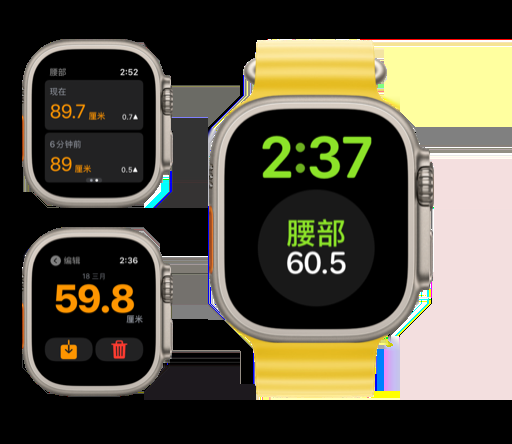 腰部 2:52
现在
89.7 厘米 0.7▲
6 分钟前
89 厘米 0.5▲
2:37
腰部
60.5
编辑 2:36
18 三月
59.8
厘米